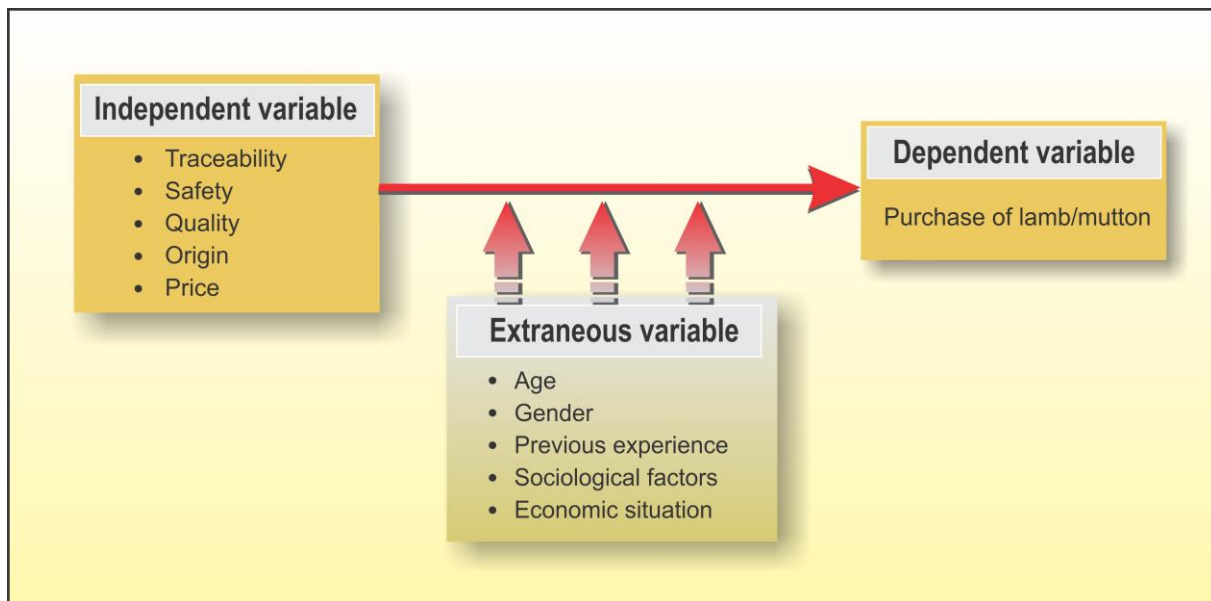 Independent variable
• Traceability
• Safety
• Quality
• Origin
• Price
Dependent variable
Purchase of lamb/mutton
Extraneous variable
• Age
• Gender
• Previous experience
• Sociological factors
• Economic situation